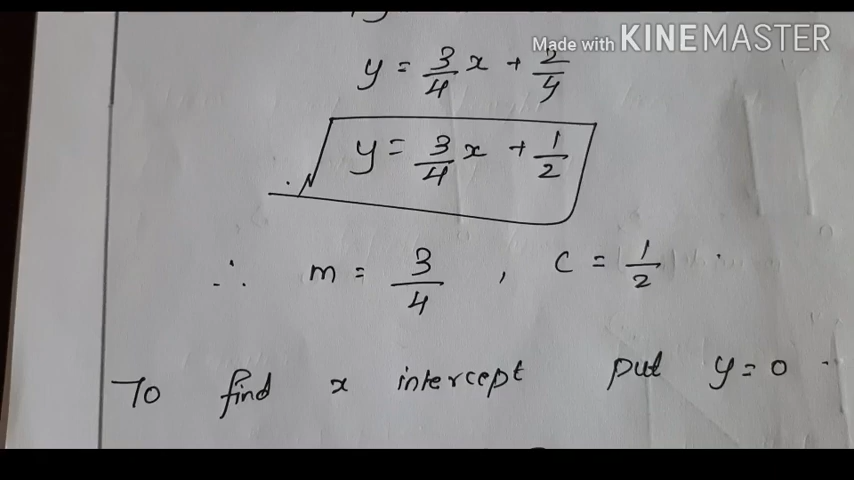 Made with KINEMASTER
y = 3/4 x + 2/4
y = 3/4 x + 1/2
∴ m = 3/4 , c = 1/2
To find x intercept put y = 0